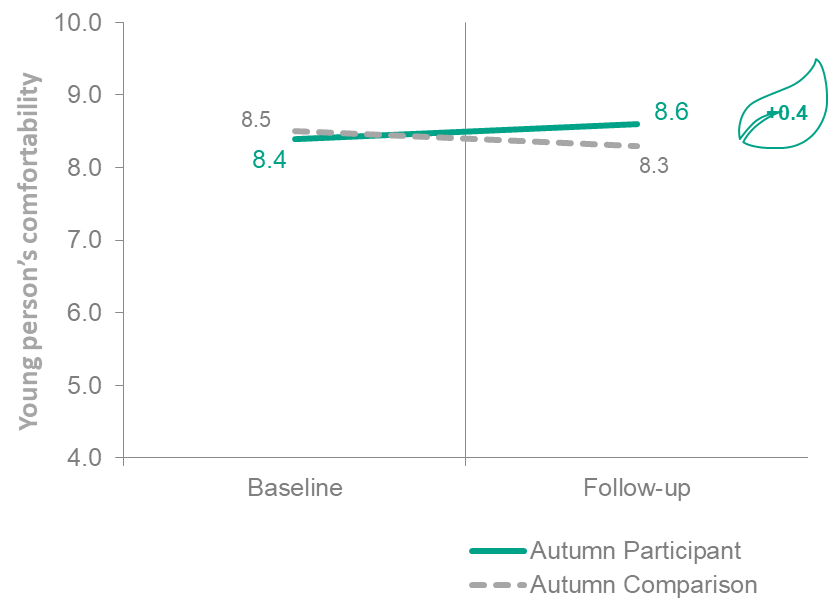 10.0
9.0
8.0
7.0
6.0
5.0
4.0
Young person's comfortability
8.5
8.4
8.6
8.3
+0.4
Baseline
Follow-up
Autumn Participant
Autumn Comparison